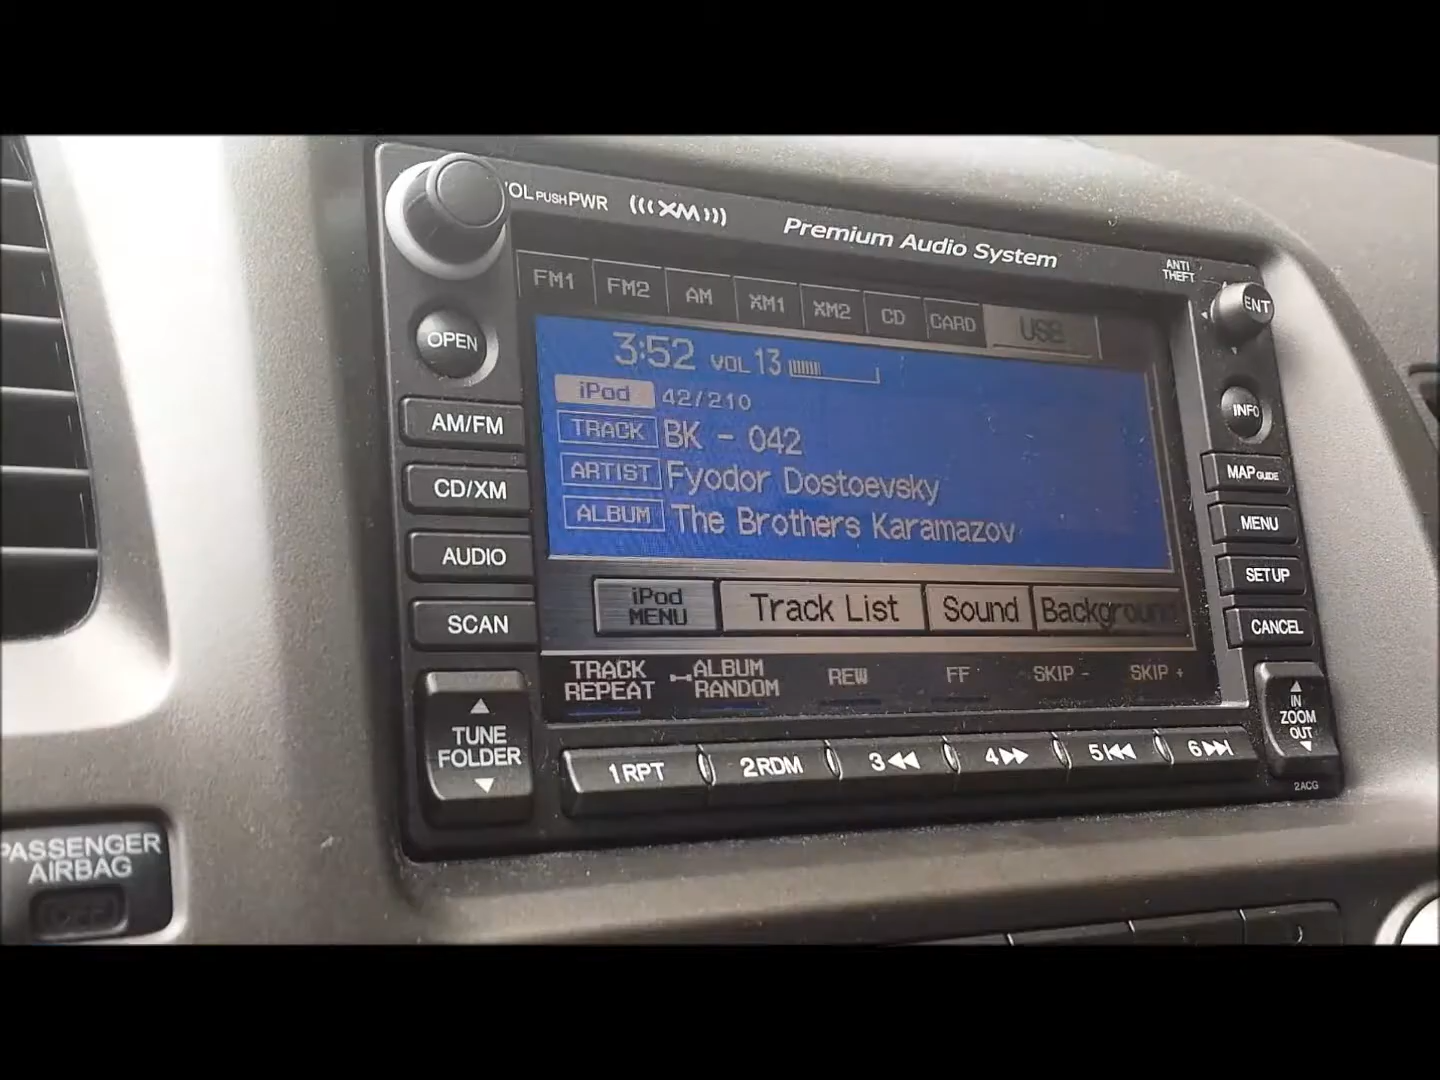 VOL PUSH PWR
XM
Premium Audio System
ANTI
THEFT
FM1 FM2 AM XM1 XM2 CD CARD USB
ENT
OPEN
3:52 VOL 13
iPod 42/210
TRACK BK - 042
ARTIST Fyodor Dostoevsky
ALBUM The Brothers Karamazov
INFO
AM/FM
CD/XM
AUDIO
SCAN
MAP GUIDE
MENU
SETUP
CANCEL
iPod
MENU
Track List
Sound
Background
TRACK
REPEAT
ALBUM
RANDOM
REW
FF
SKIP -
SKIP +
TUNE
FOLDER
IN
ZOOM
OUT
1 RPT 2 RDM 3 4 5 6
2ACG
PASSENGER
AIRBAG
OFF